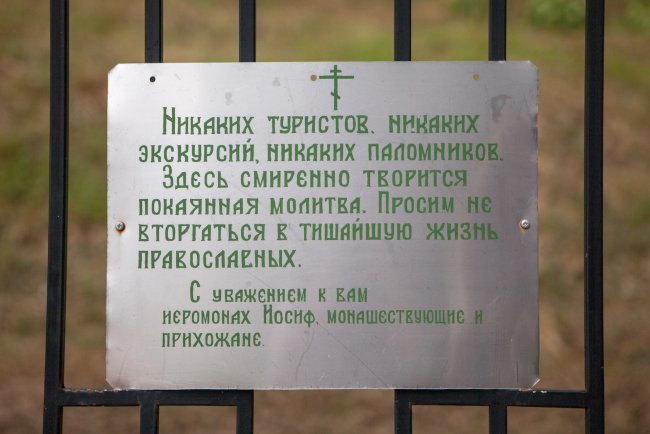 Никаких туристов, никаких
экскурсий, никаких паломников.
Здесь смиренно творится
покаянная молитва. Просим не
вторгаться в тишайшую жизнь
православных.
С уважением к вам
иеромонах Иосиф, монашествующие и
прихожане.